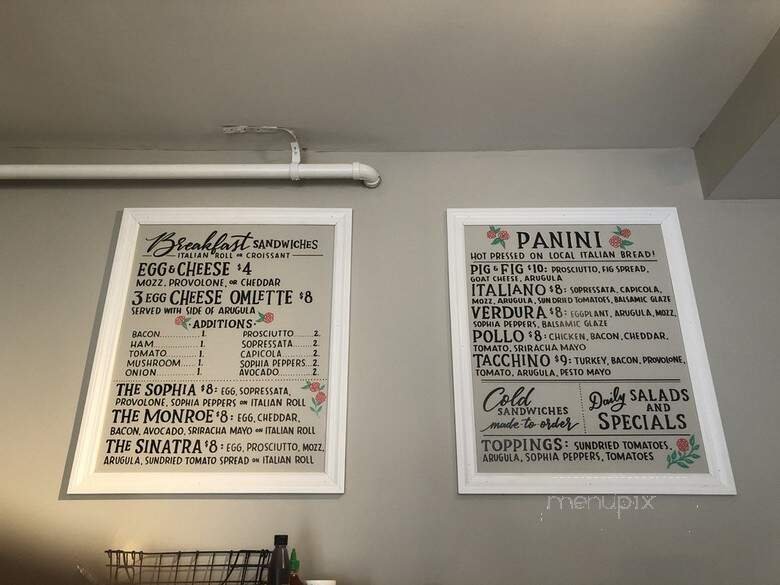 Breakfast SANDWICHES
ITALIAN ROLL OR CROISSANT
EGG & CHEESE $4
MOZZ, PROVOLONE, OR CHEDDAR
3 EGG CHEESE OMLETTE $8
SERVED WITH SIDE OF ARUGULA
·ADDITIONS·
BACON......... 1. PROSCIUTTO.... 2.
HAM......... 1. SOPRESSATA.... 2.
TOMATO....... 1. CAPICOLA....... 2.
MUSHROOM.... 1. SOPHIA PEPPERS.. 2.
ONION......... 1. AVOCADO........ 2.
THE SOPHIA $8: EGG, SOPRESSATA,
PROVOLONE, SOPHIA PEPPERS ON ITALIAN ROLL
THE MONROE $8: EGG, CHEDDAR,
BACON, AVOCADO, SRIRACHA MAYO ON ITALIAN ROLL
THE SINATRA $8: EGG, PROSCIUTTO, MOZZ,
ARUGULA, SUNDRIED TOMATO SPREAD ON ITALIAN ROLL
PANINI
HOT PRESSED ON LOCAL ITALIAN BREAD!
PIG & FIG $10: PROSCIUTTO, FIG SPREAD,
GOAT CHEESE, ARUGULA
ITALIANO $8: SOPRESSATA, CAPICOLA,
MOZZ, ARUGULA, SUN DRIED TOMATOES, BALSAMIC GLAZE
VERDURA $8: EGGPLANT, ARUGULA, MOZZ,
SOPHIA PEPPERS, BALSAMIC GLAZE
POLLO $8: CHICKEN, BACON, CHEDDAR,
TOMATO, SRIRACHA MAYO
TACCHINO $9: TURKEY, BACON, PROVOLONE,
TOMATO, ARUGULA, PESTO MAYO
Cold
SANDWICHES
made to order
Daily SALADS
AND
SPECIALS
TOPPINGS: SUNDRIED TOMATOES,
ARUGULA, SOPHIA PEPPERS, TOMATOES
menupix